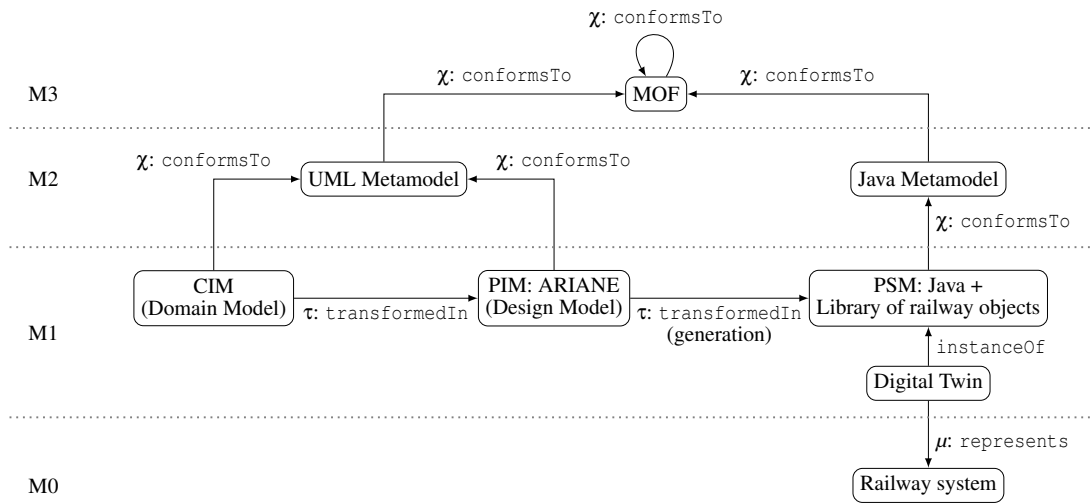 χ: conformsTo
χ: conformsTo
χ: conformsTo
M3
MOF
χ: conformsTo
χ: conformsTo
M2
UML Metamodel
Java Metamodel
χ: conformsTo
CIM
(Domain Model)
PIM: ARIANE
(Design Model)
PSM: Java +
Library of railway objects
τ: transformedIn
τ: transformedIn
(generation)
M1
instanceOf
Digital Twin
μ: represents
M0
Railway system